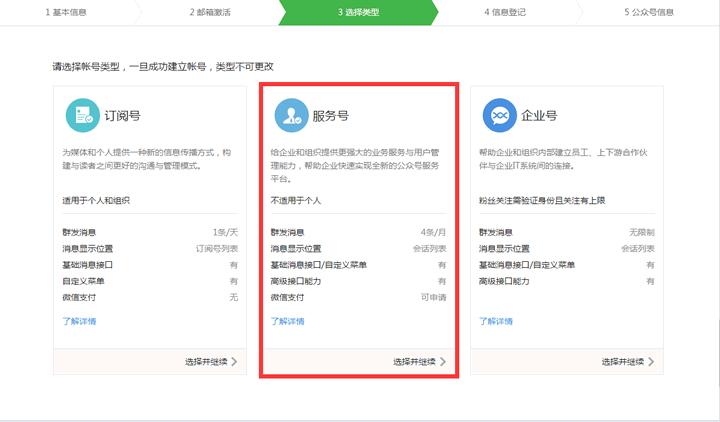 1 基本信息
2 邮箱激活
3 选择类型
4 信息登记
5 公众号信息
请选择帐号类型，一旦成功建立帐号，类型不可更改
订阅号
为媒体和个人提供一种新的信息传播方式，构
建与读者之间更好的沟通与管理模式。
适用于个人和组织
群发消息 1条/天
消息显示位置 订阅号列表
基础消息接口 有
自定义菜单 有
微信支付 无
了解详情
选择并继续
服务号
给企业和组织提供更强大的业务服务与用户管
理能力，帮助企业快速实现全新的公众号服务
平台。
不适用于个人
群发消息 4条/月
消息显示位置 会话列表
基础消息接口/自定义菜单 有
高级接口能力 有
微信支付 可申请
了解详情
选择并继续
企业号
帮助企业和组织内部建立员工、上下游合作伙
伴与企业IT系统间的连接。
粉丝关注需验证身份且关注有上限
群发消息 无限制
消息显示位置 会话列表
基础消息接口/自定义菜单 有
高级接口能力 有
了解详情
选择并继续